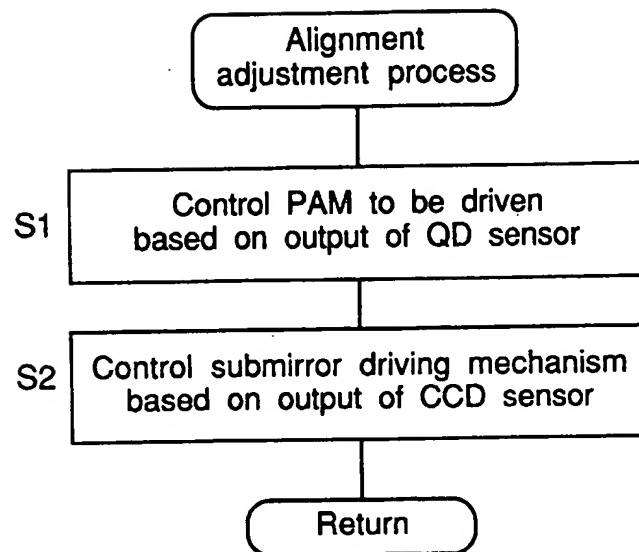 Alignment
adjustment process
S1
Control PAM to be driven
based on output of QD sensor
S2
Control submirror driving mechanism
based on output of CCD sensor
Return